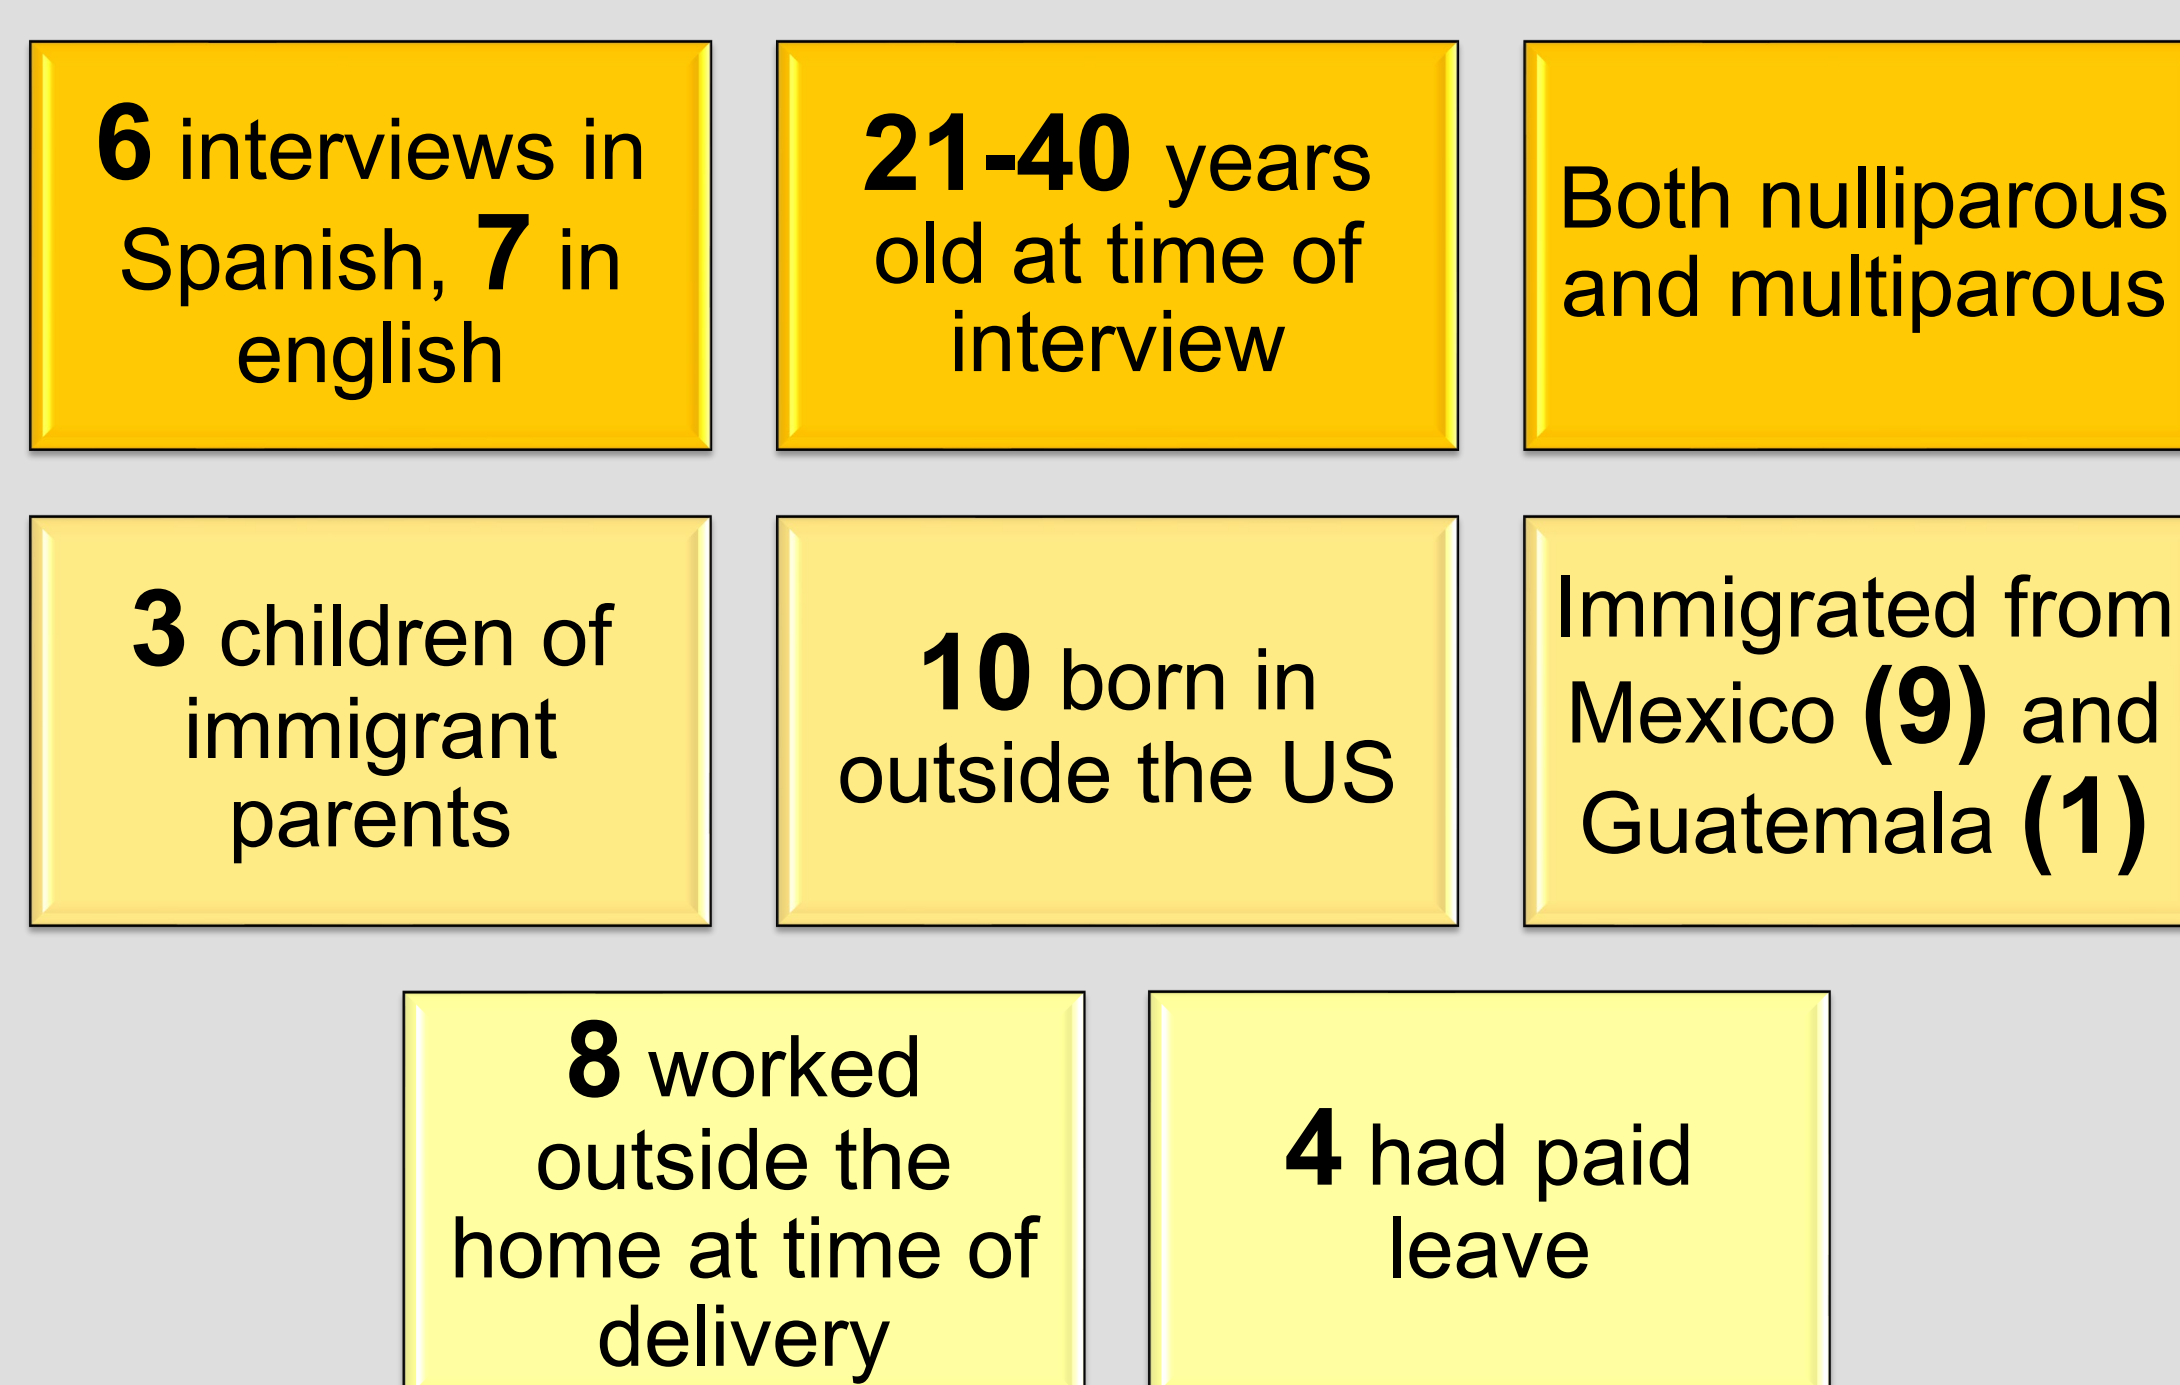 6 interviews in
Spanish, 7 in
english
21-40 years
old at time of
interview
Both nulliparous
and multiparous
3 children of
immigrant
parents
10 born in
outside the US
Immigrated from
Mexico (9) and
Guatemala (1)
8 worked
outside the
home at time of
delivery
4 had paid
leave